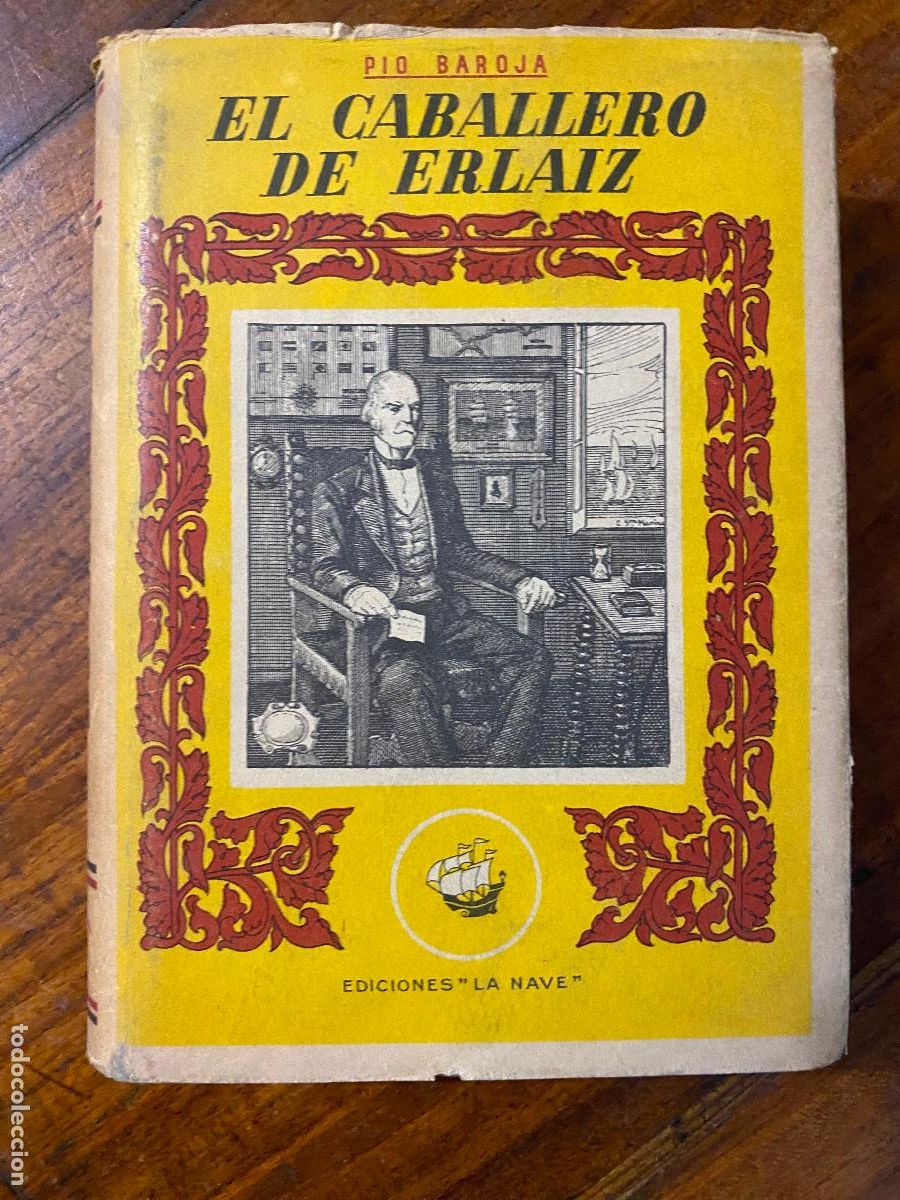 PIO BAROJA
EL CABALLERO
DE ERLAIZ
EDICIONES "LA NAVE"
todocoleccion